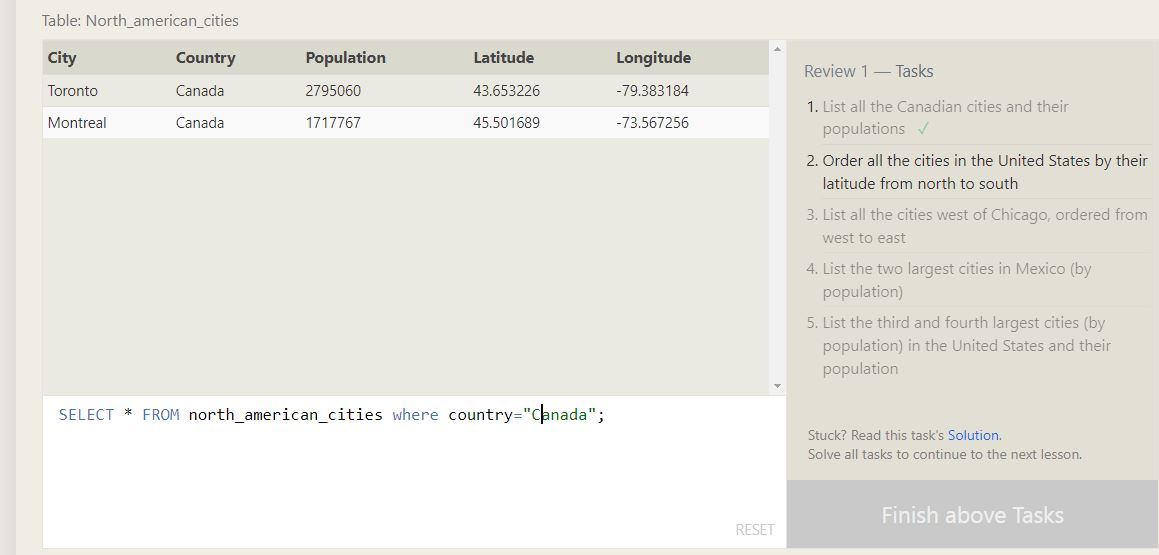 Table: North_american_cities
City Country Population Latitude Longitude
Toronto Canada 2795060 43.653226 -79.383184
Montreal Canada 1717767 45.501689 -73.567256
SELECT * FROM north_american_cities where country="Canada";
RESET
Review 1 — Tasks
1. List all the Canadian cities and their
populations ✓
2. Order all the cities in the United States by their
latitude from north to south
3. List all the cities west of Chicago, ordered from
west to east
4. List the two largest cities in Mexico (by
population)
5. List the third and fourth largest cities (by
population) in the United States and their
population
Stuck? Read this task's Solution.
Solve all tasks to continue to the next lesson.
Finish above Tasks